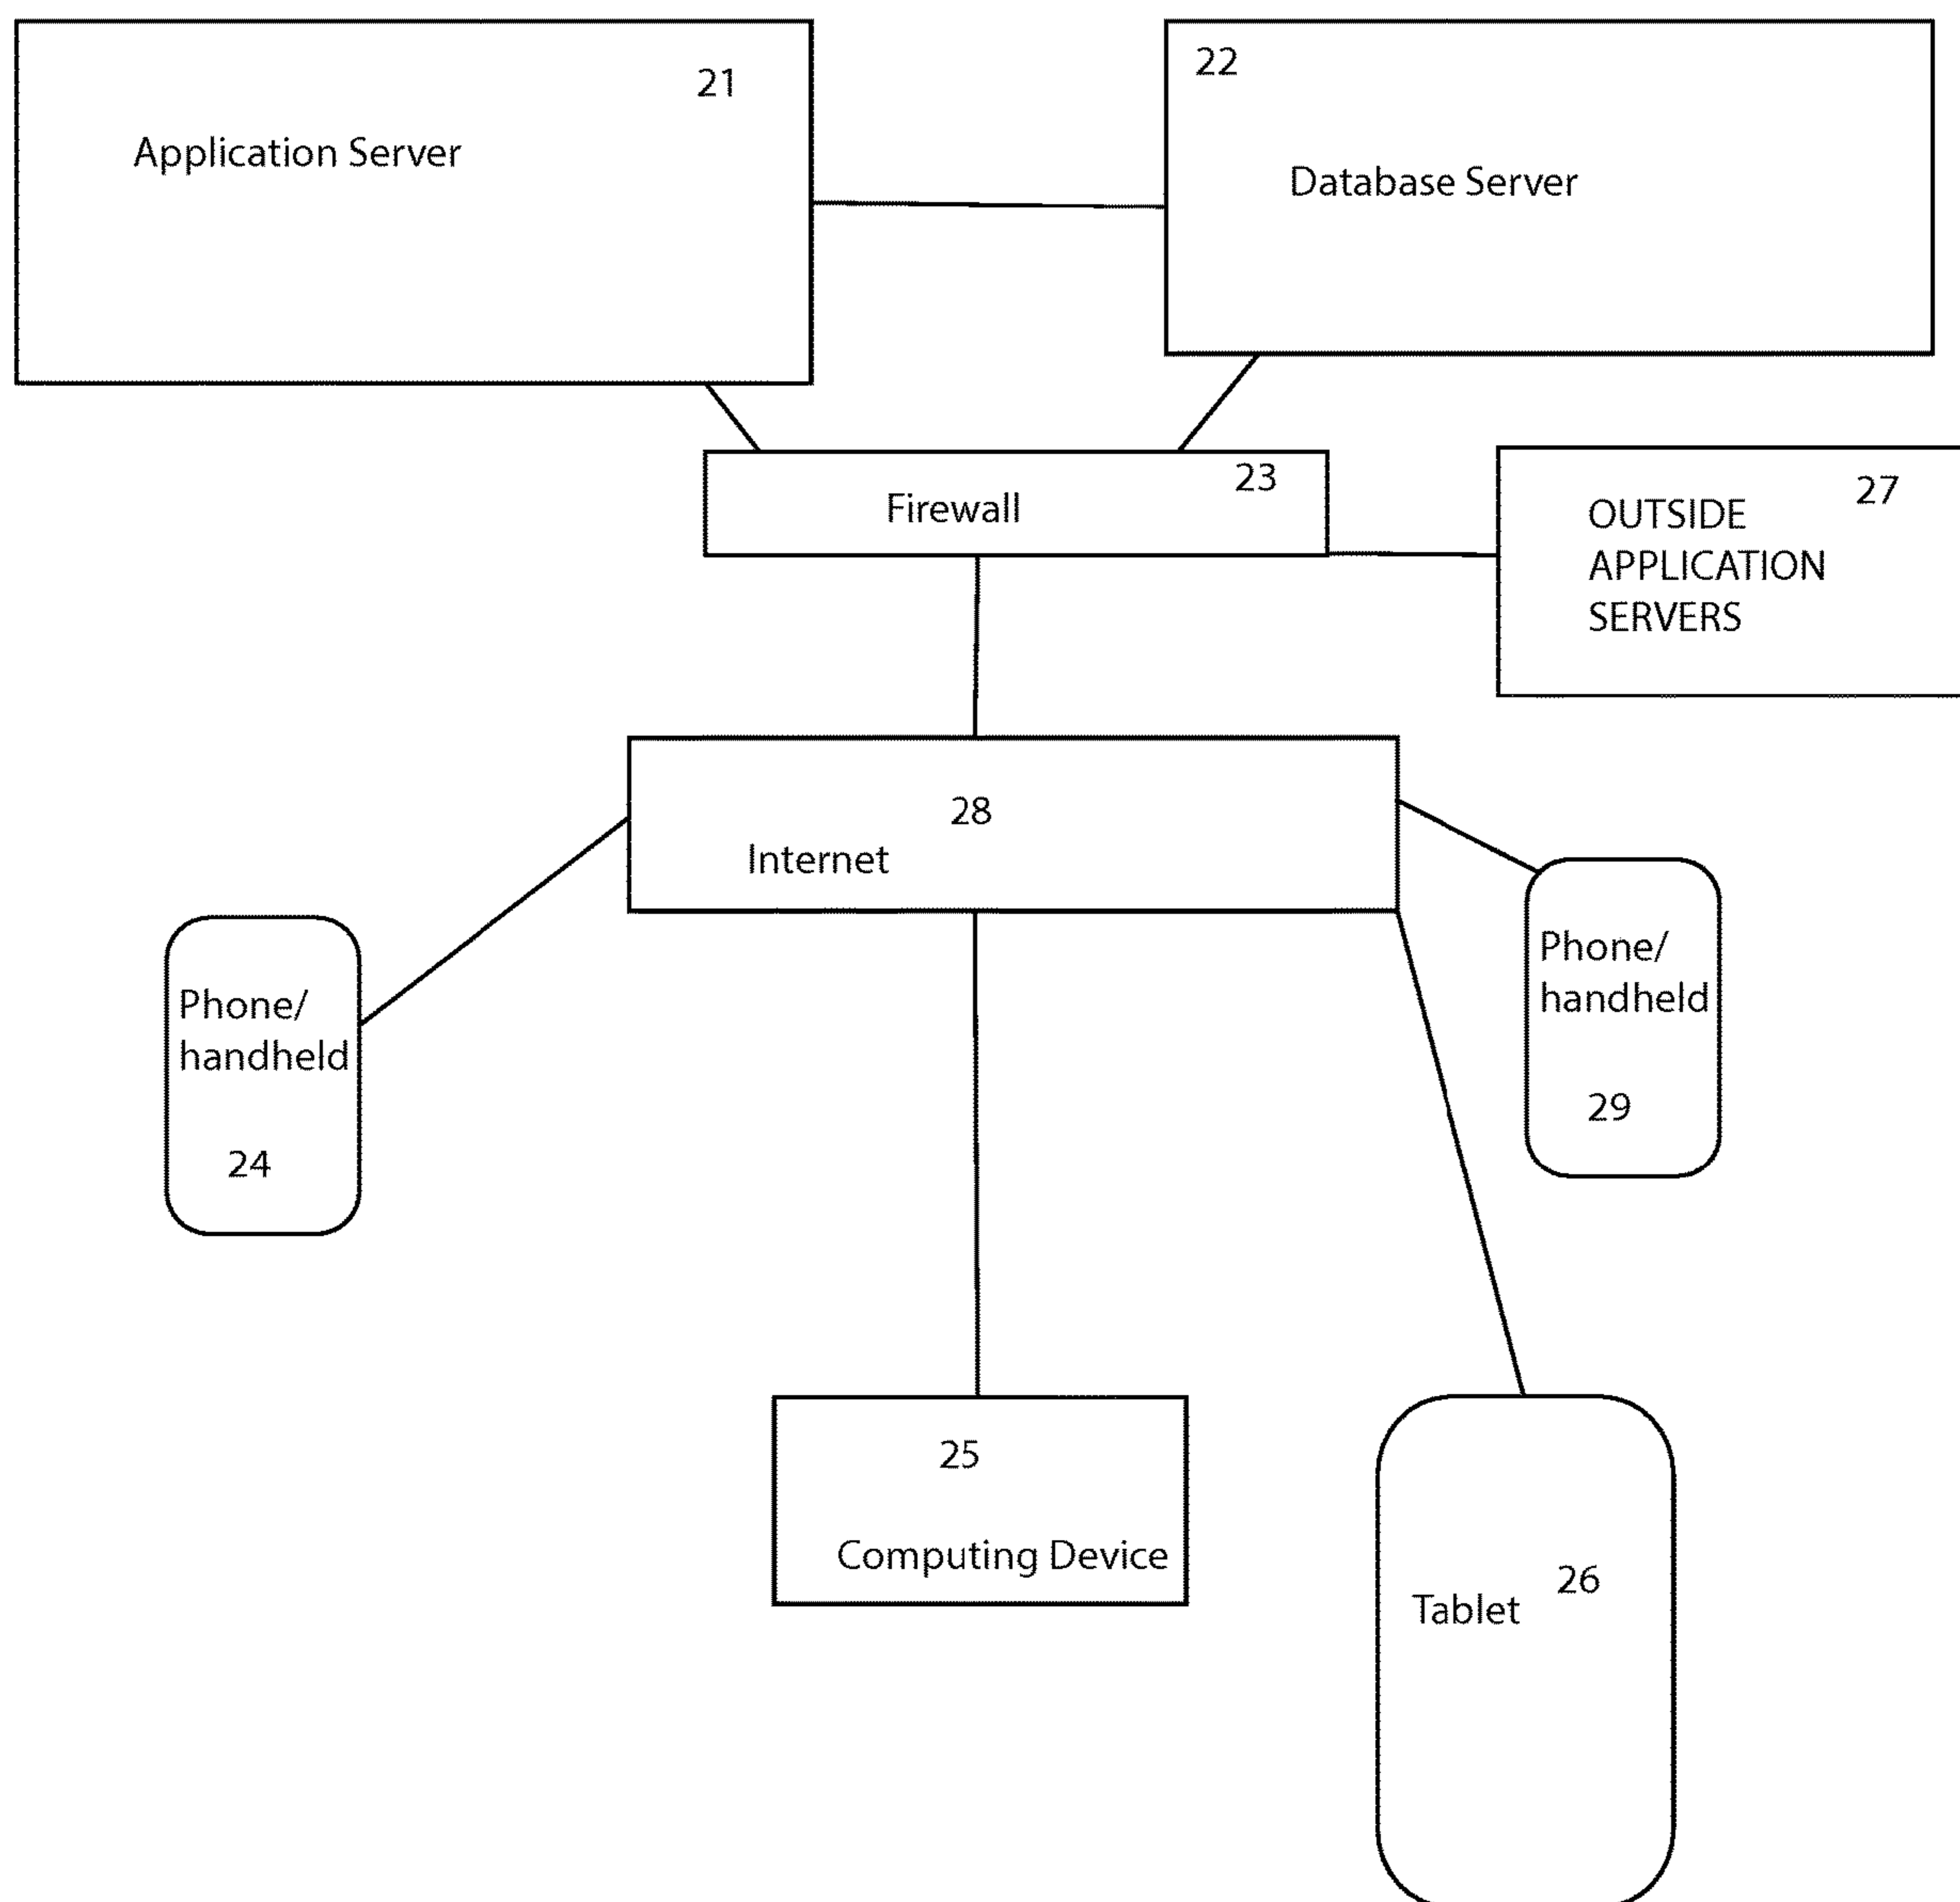 21
Application Server
22
Database Server
23
Firewall
27
OUTSIDE
APPLICATION
SERVERS
28
Internet
Phone/
handheld
24
Phone/
handheld
29
25
Computing Device
26
Tablet